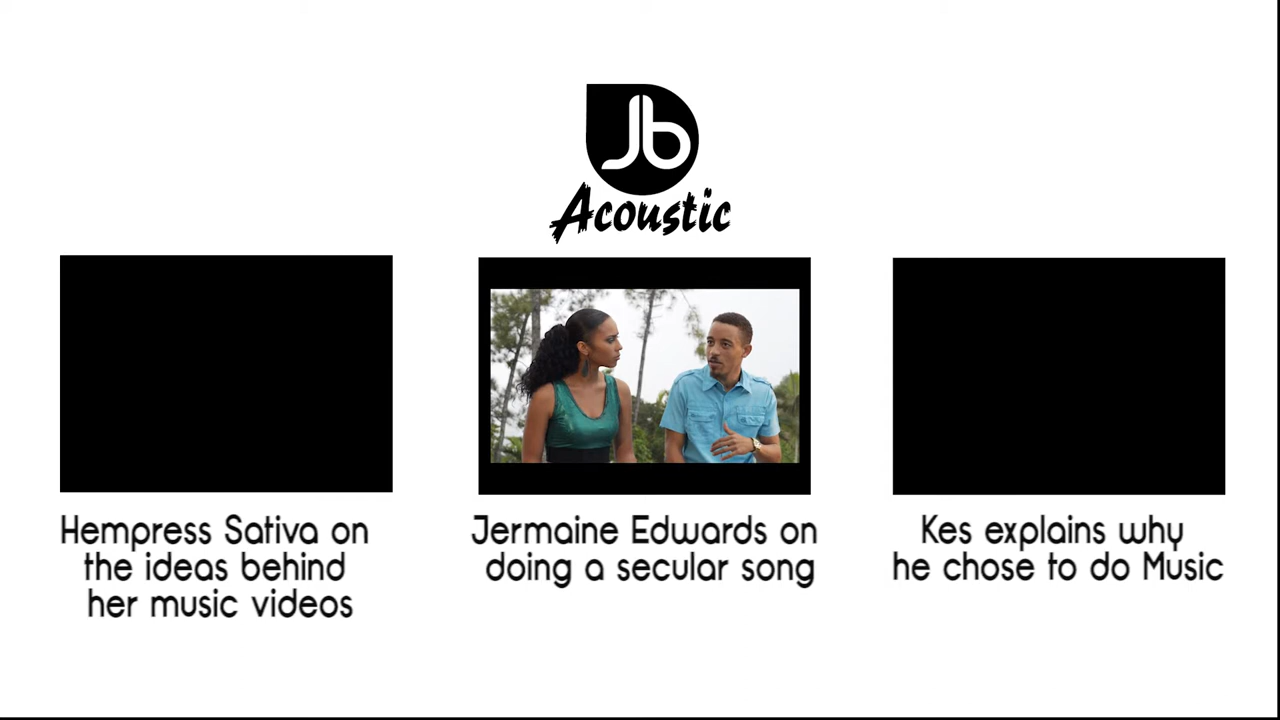 Jb
Acoustic
Hempress Sativa on
the ideas behind
her music videos
Jermaine Edwards on
doing a secular song
Kes explains why
he chose to do Music